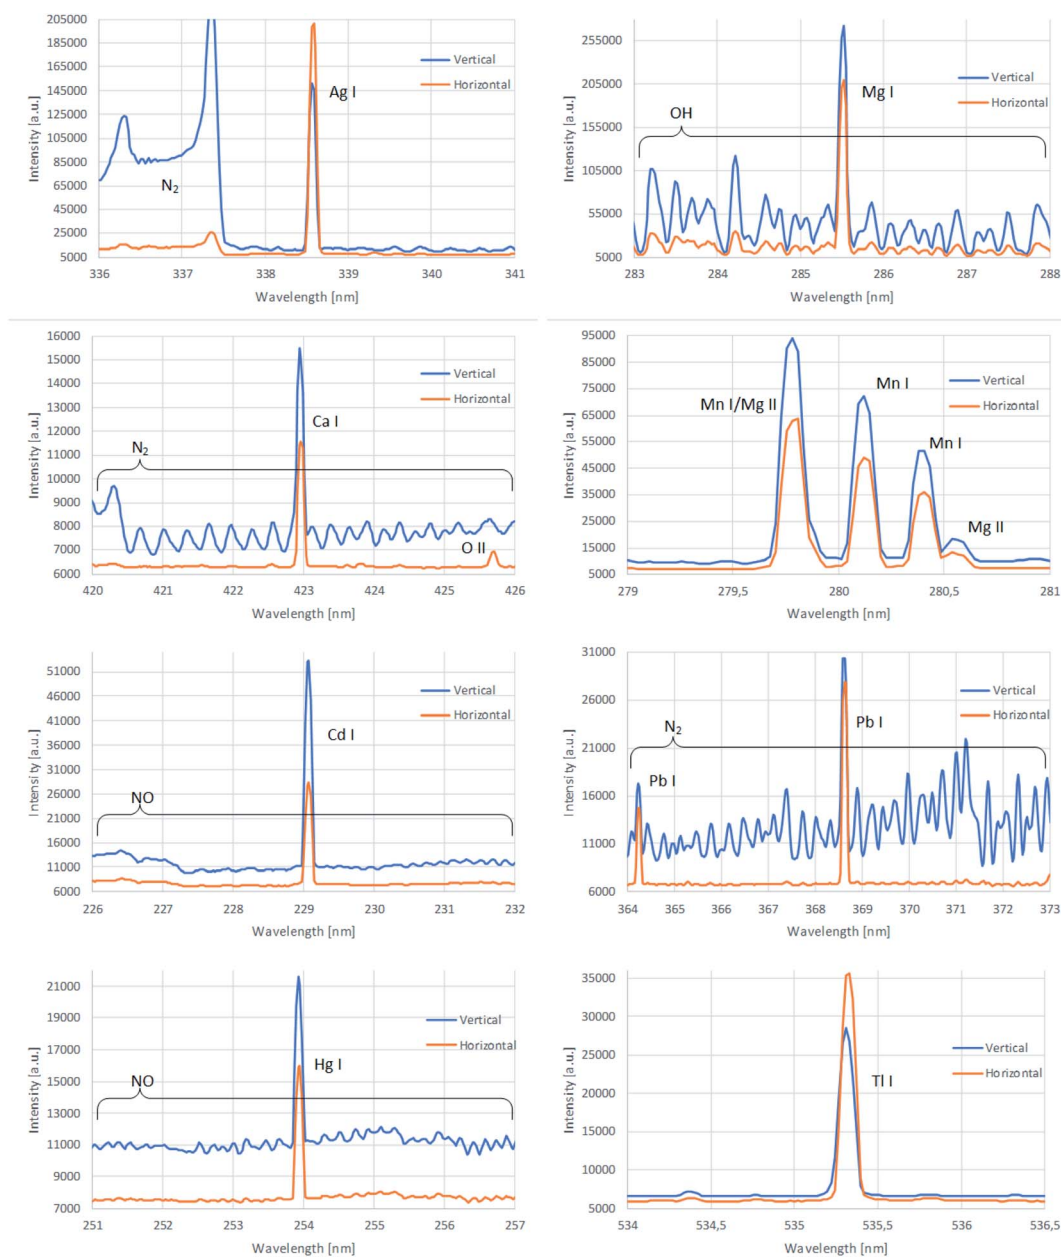 205000
185000
165000
145000
125000
105000
85000
65000
45000
25000
5000
Intensity [a.u.]
Vertical
Horizontal
Ag I
N2
336 337 338 339 340 341
Wavelength [nm]
255000
205000
155000
105000
55000
5000
Intensity [a.u.]
Vertical
Horizontal
Mg I
OH
283 284 285 286 287 288
Wavelength [nm]
16000
15000
14000
13000
12000
11000
10000
9000
8000
7000
6000
Intensity [a.u.]
Vertical
Horizontal
Ca I
N2
O II
420 421 422 423 424 425 426
Wavelength [nm]
95000
85000
75000
65000
55000
45000
35000
25000
15000
5000
Intensity [a.u.]
Vertical
Horizontal
Mn I/Mg II
Mn I
Mn I
Mg II
279 279,5 280 280,5 281
Wavelength [nm]
51000
46000
41000
36000
31000
26000
21000
16000
11000
6000
Intensity [a.u.]
Vertical
Horizontal
Cd I
NO
226 227 228 229 230 231 232
Wavelength [nm]
31000
26000
21000
16000
11000
6000
Intensity [a.u.]
Vertical
Horizontal
N2
Pb I
Pb I
364 365 366 367 368 369 370 371 372 373
Wavelength [nm]
21000
19000
17000
15000
13000
11000
9000
7000
Intensity [a.u.]
Vertical
Horizontal
Hg I
NO
251 252 253 254 255 256 257
Wavelength [nm]
35000
30000
25000
20000
15000
10000
5000
Intensity [a.u.]
Vertical
Horizontal
Tl I
534 534,5 535 535,5 536 536,5
Wavelength [nm]